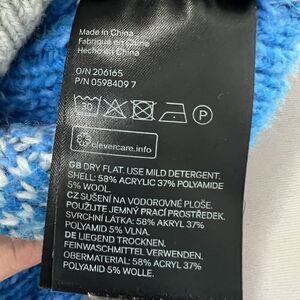 Made in China
Fabriqué en Chine
Hecho en China
O/N 206165
P/N 0598409 7
30
clevercare.info
GB DRY FLAT. USE MILD DETERGENT.
SHELL: 58% ACRYLIC 37% POLYAMIDE
5% WOOL.
CZ SUŠENÍ NA VODOROVNÉ PLOŠE.
POUŽIJTE JEMNÝ PRACÍ PROSTŘEDEK.
SVRCHNÍ LÁTKA: 58% AKRYL 37%
POLYAMID 5% VLNA.
DE LIEGEND TROCKNEN.
FEINWASCHMITTEL VERWENDEN.
OBERMATERIAL: 58% ACRYL 37%
POLYAMID 5% WOLLE.